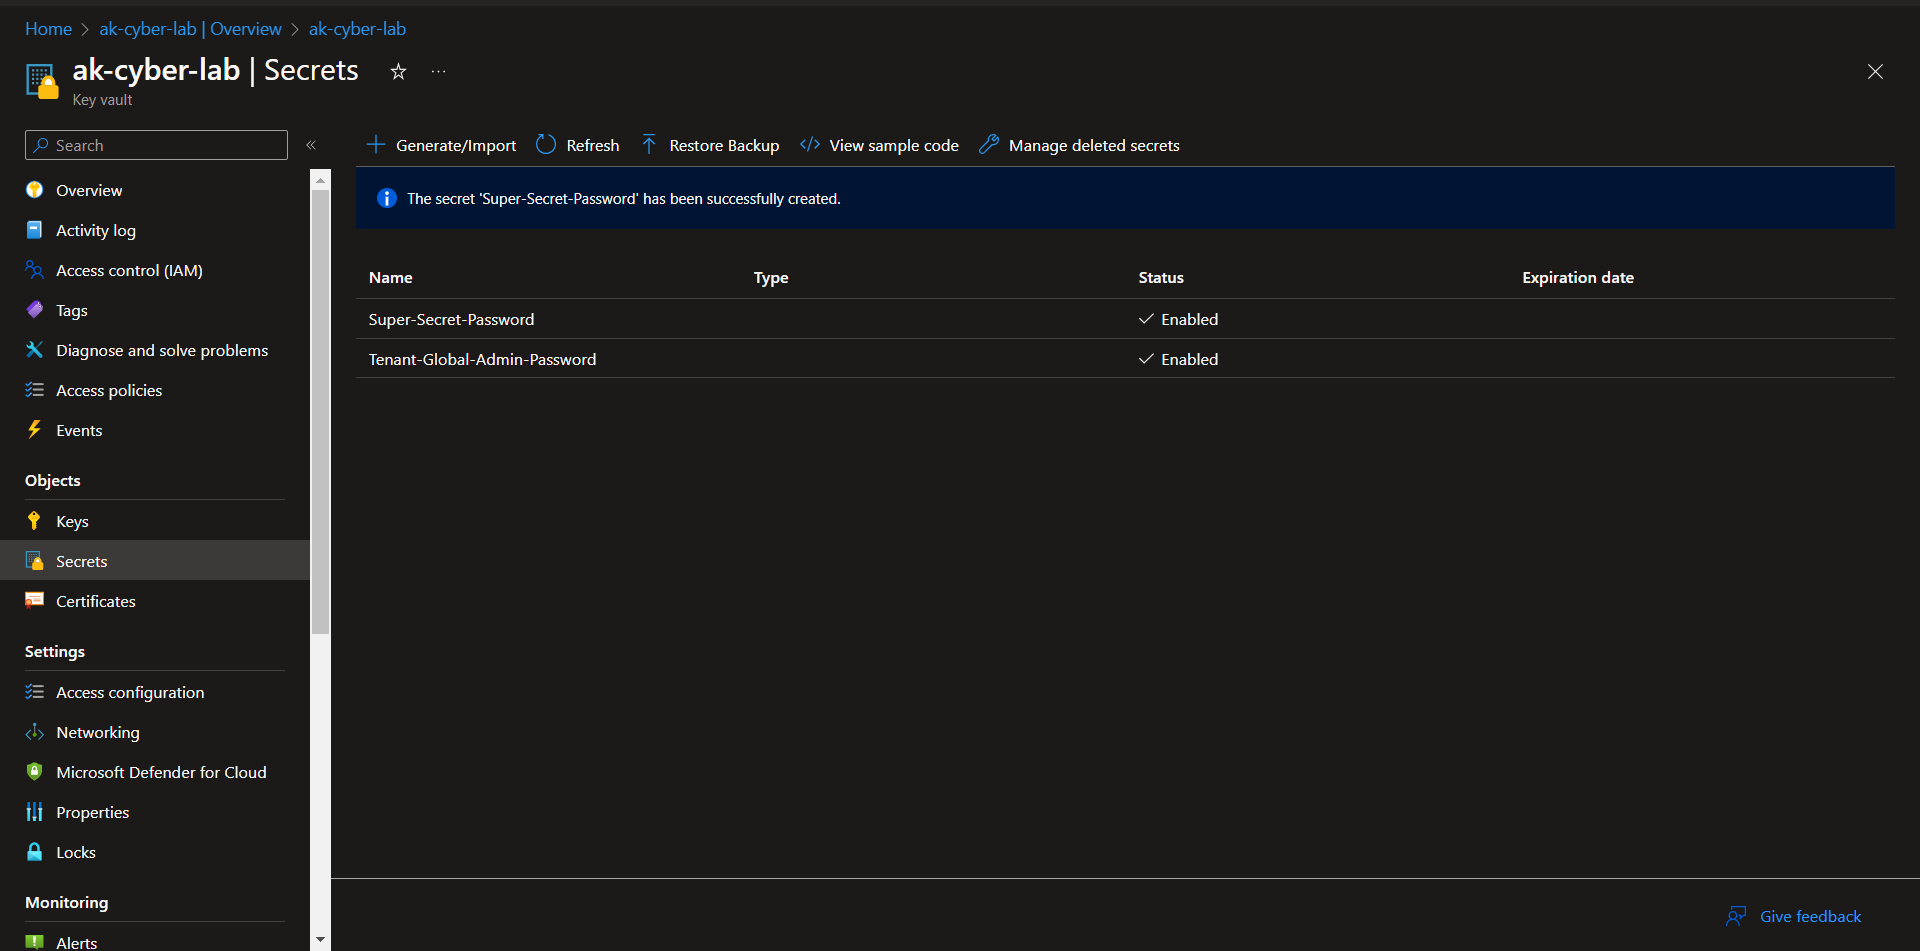 Home > ak-cyber-lab | Overview > ak-cyber-lab
ak-cyber-lab | Secrets ☆ ···
Key vault
Search «
Overview
Activity log
Access control (IAM)
Tags
Diagnose and solve problems
Access policies
Events
Objects
Keys
Secrets
Certificates
Settings
Access configuration
Networking
Microsoft Defender for Cloud
Properties
Locks
Monitoring
Alerts
Generate/Import Refresh Restore Backup View sample code Manage deleted secrets
The secret 'Super-Secret-Password' has been successfully created.
Name Type Status Expiration date
Super-Secret-Password Enabled
Tenant-Global-Admin-Password Enabled
Give feedback